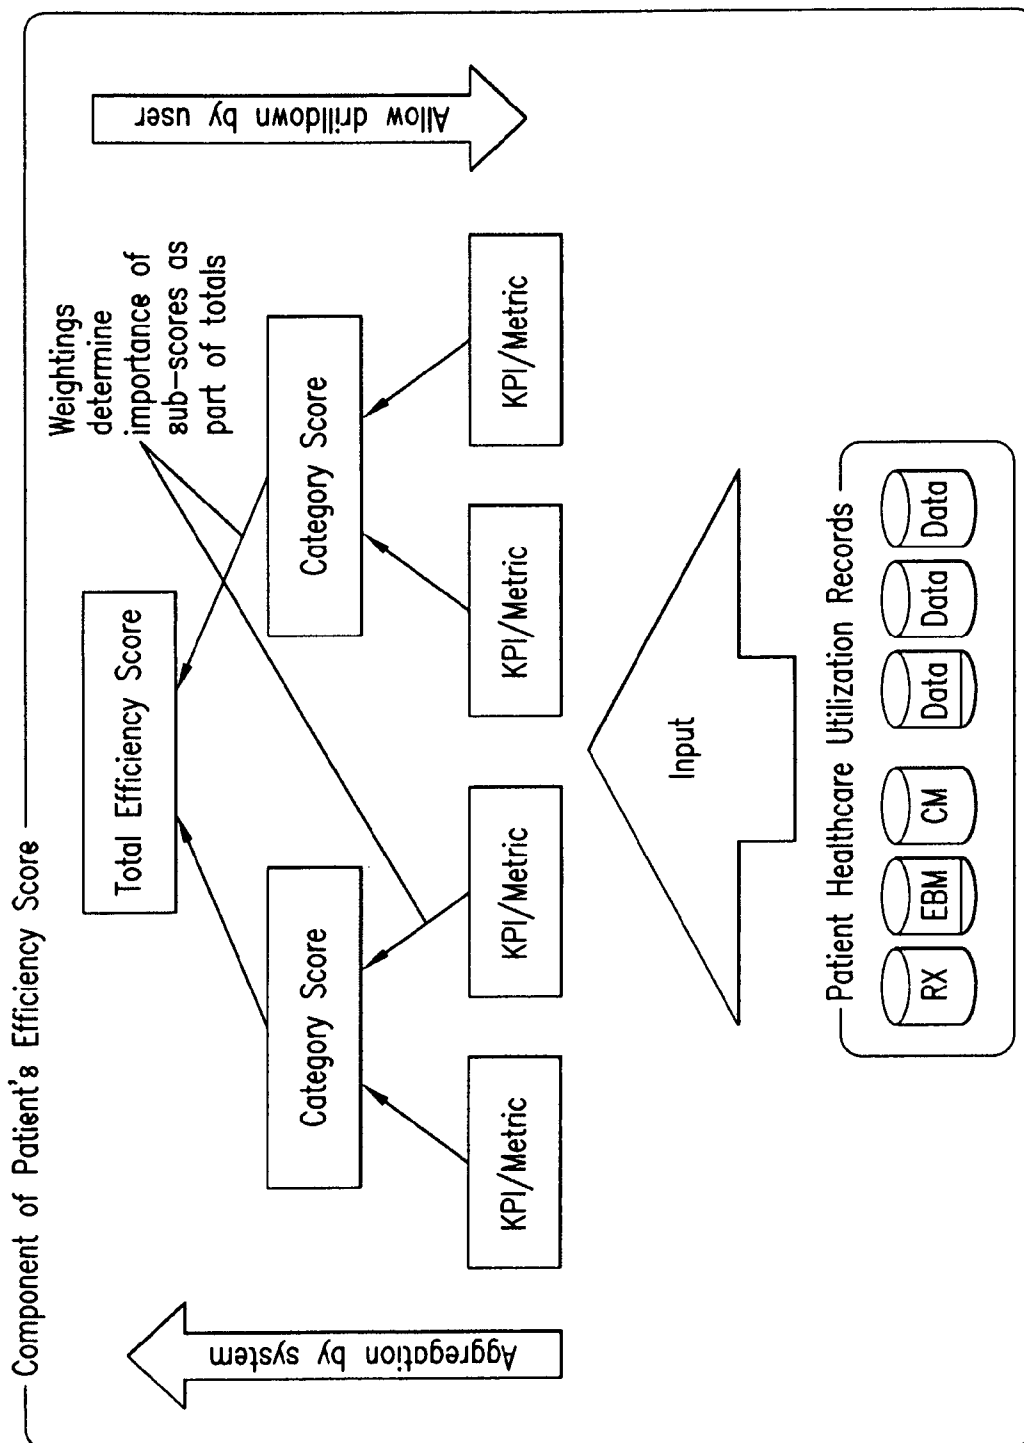 Component of Patient's Efficiency Score
Aggregation by system
Total Efficiency Score
Weightings
determine
importance of
sub-scores as
part of totals
Allow drilldown by user
Category Score
Category Score
KPI/Metric
KPI/Metric
KPI/Metric
KPI/Metric
Input
Patient Healthcare Utilization Records
RX
EBM
CM
Data
Data
Data